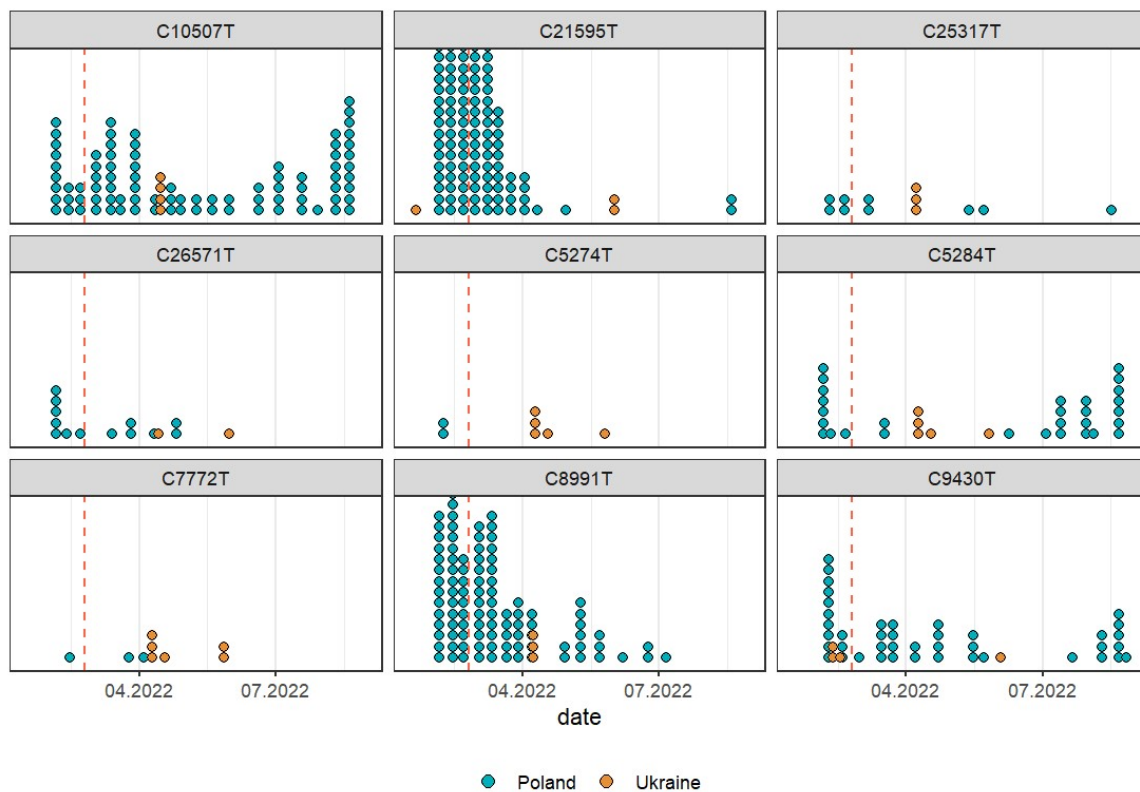 C10507T
C21595T
C25317T
C26571T
C5274T
C5284T
C7772T
C8991T
C9430T
04.2022 07.2022 04.2022 07.2022 04.2022 07.2022
date
Poland Ukraine